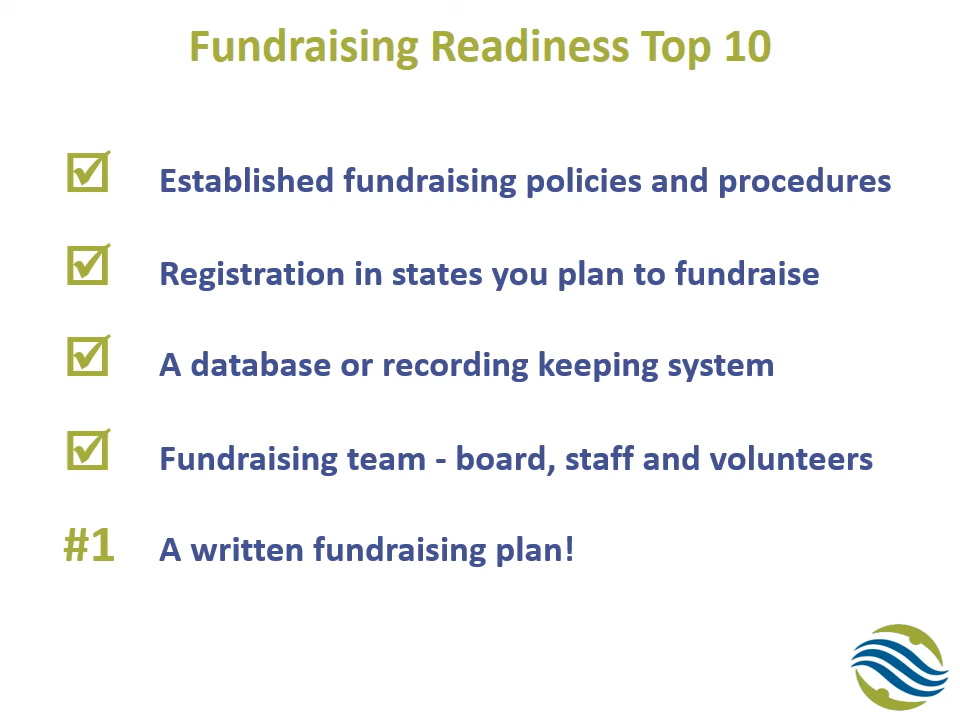 Fundraising Readiness Top 10
Established fundraising policies and procedures
Registration in states you plan to fundraise
A database or recording keeping system
Fundraising team - board, staff and volunteers
#1 A written fundraising plan!